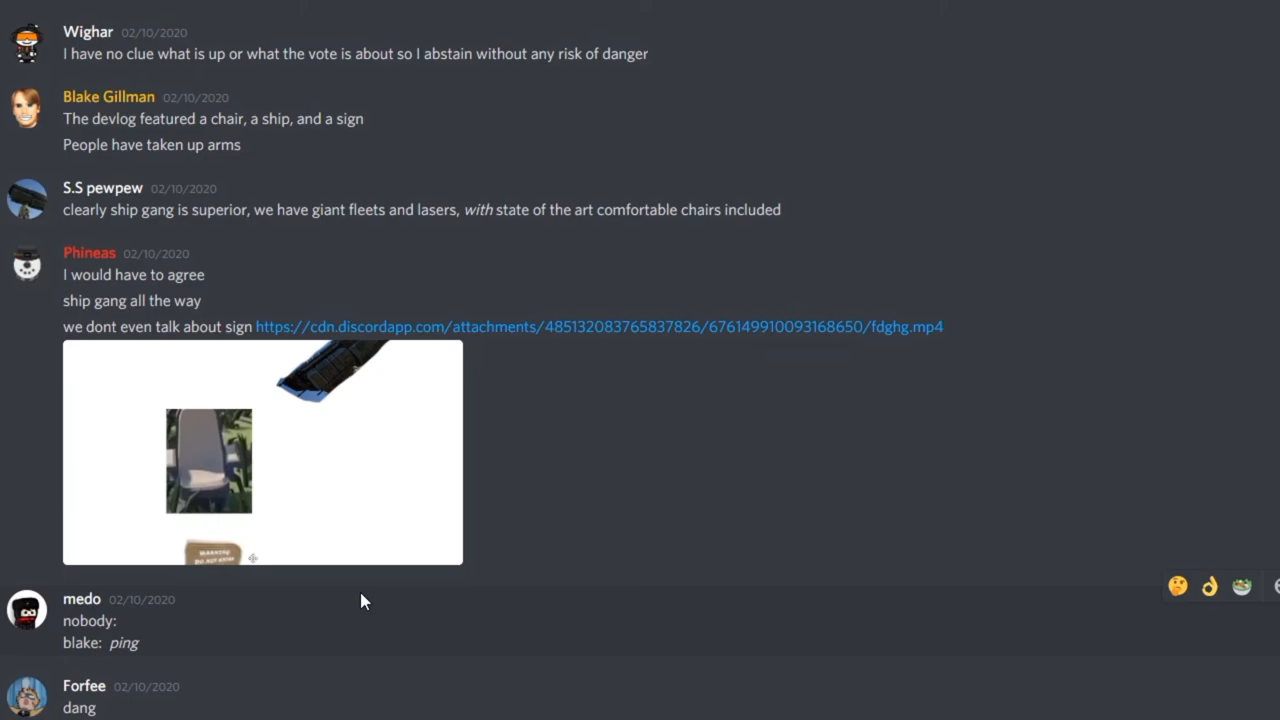 Wighar 02/10/2020
I have no clue what is up or what the vote is about so I abstain without any risk of danger
Blake Gillman 02/10/2020
The devlog featured a chair, a ship, and a sign
People have taken up arms
S.S pewpew 02/10/2020
clearly ship gang is superior, we have giant fleets and lasers, with state of the art comfortable chairs included
Phineas 02/10/2020
I would have to agree
ship gang all the way
we dont even talk about sign https://cdn.discordapp.com/attachments/485132083765837826/676149910093168650/fdghg.mp4
WARNING
DO NOT
medo 02/10/2020
nobody:
blake: ping
Forfee 02/10/2020
dang